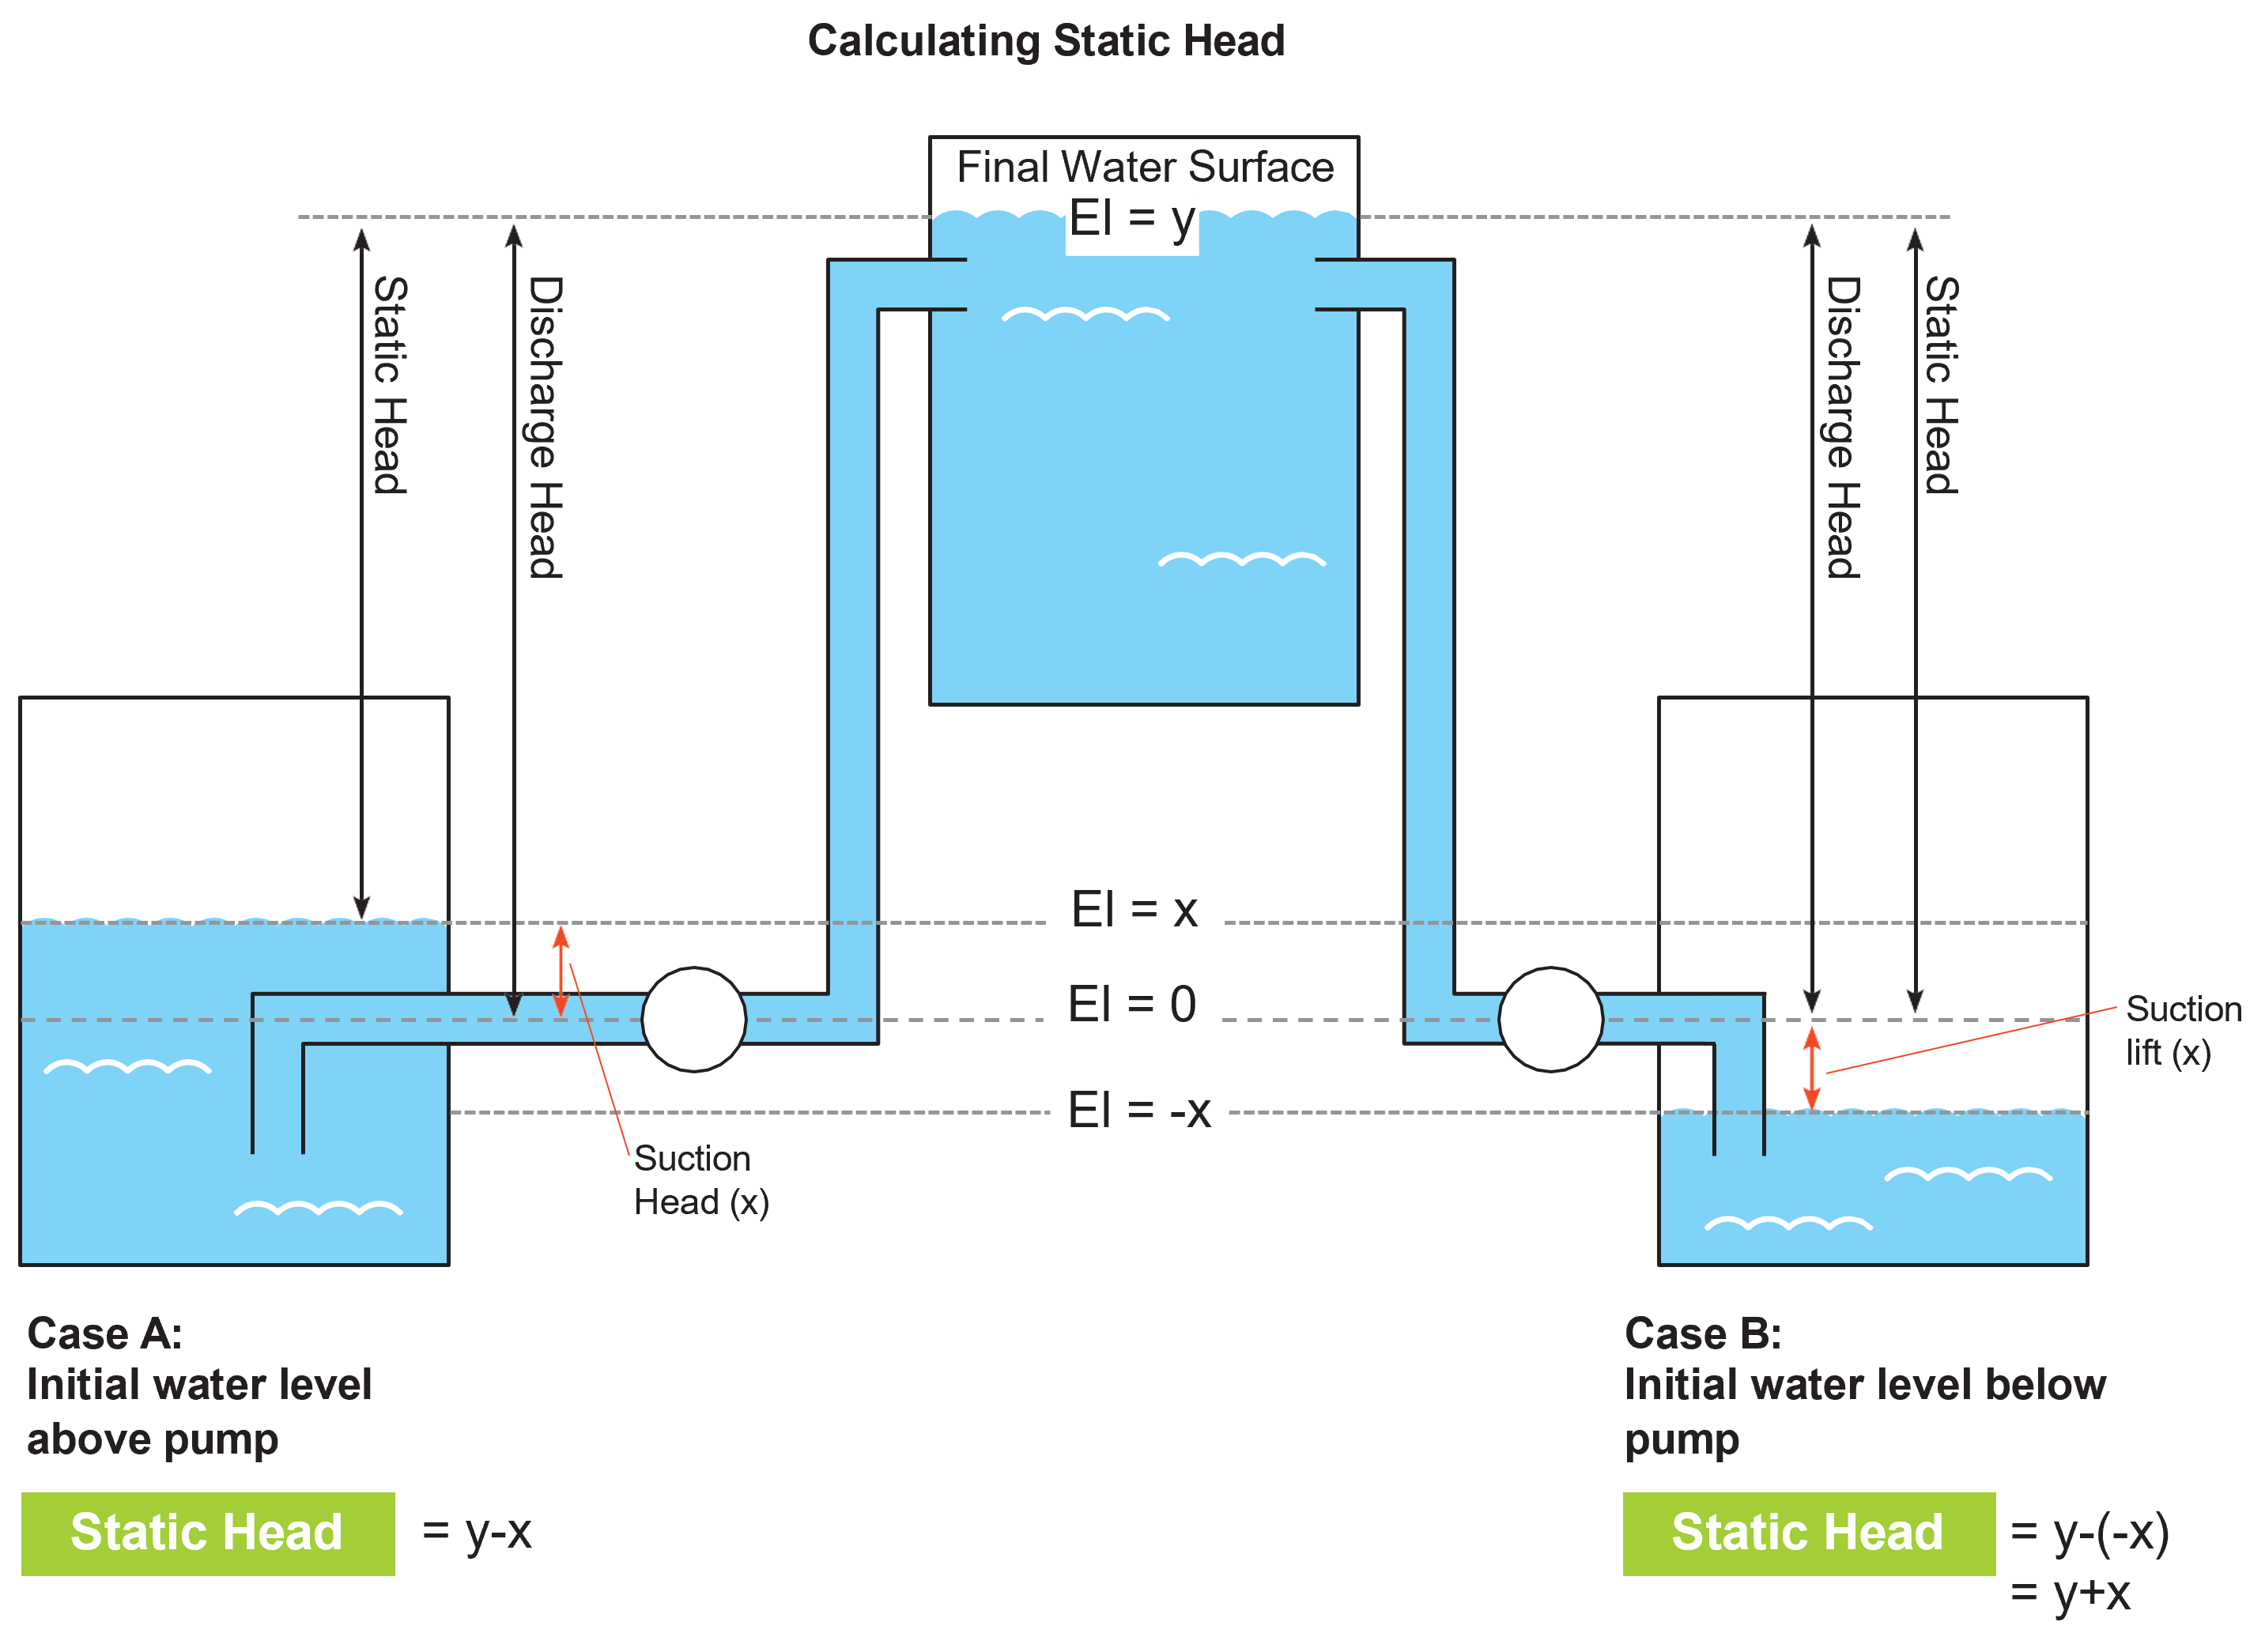 Calculating Static Head
Final Water Surface
El = y
Static Head
Discharge Head
Discharge Head
Static Head
El = x
El = 0
El = -x
Suction
Head (x)
Suction
lift (x)
Case A:
Initial water level
above pump
Static Head = y-x
Case B:
Initial water level below
pump
Static Head = y-(-x)
= y+x